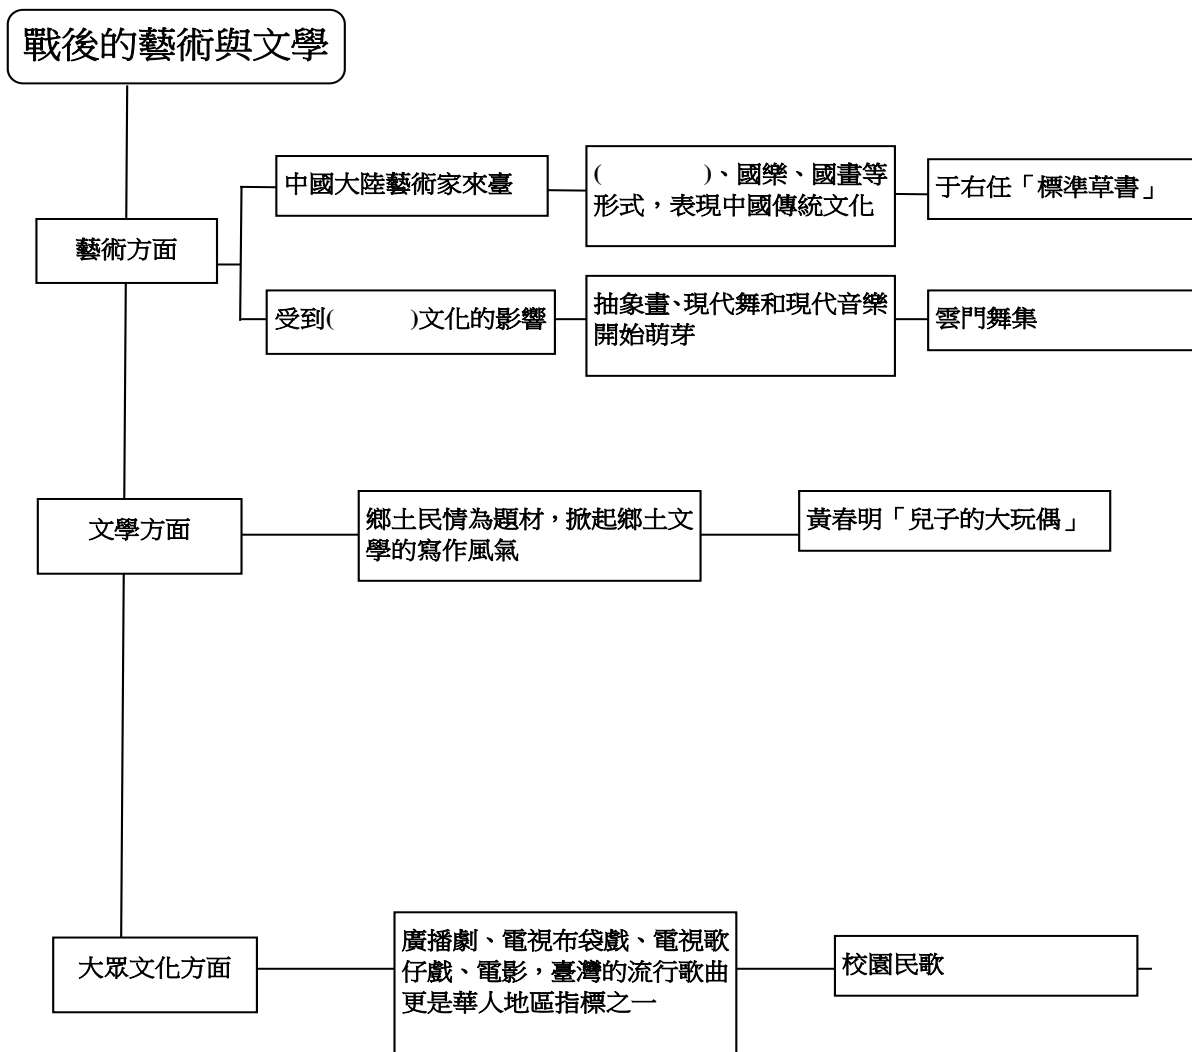 戰後的藝術與文學
中國大陸藝術家來臺
(　　　　)、國樂、國畫等
形式，表現中國傳統文化
于右任「標準草書」
藝術方面
受到(　　　)文化的影響
抽象畫、現代舞和現代音樂
開始萌芽
雲門舞集
文學方面
鄉土民情為題材，掀起鄉土文
學的寫作風氣
黃春明「兒子的大玩偶」
大眾文化方面
廣播劇、電視布袋戲、電視歌
仔戲、電影，臺灣的流行歌曲
更是華人地區指標之一
校園民歌